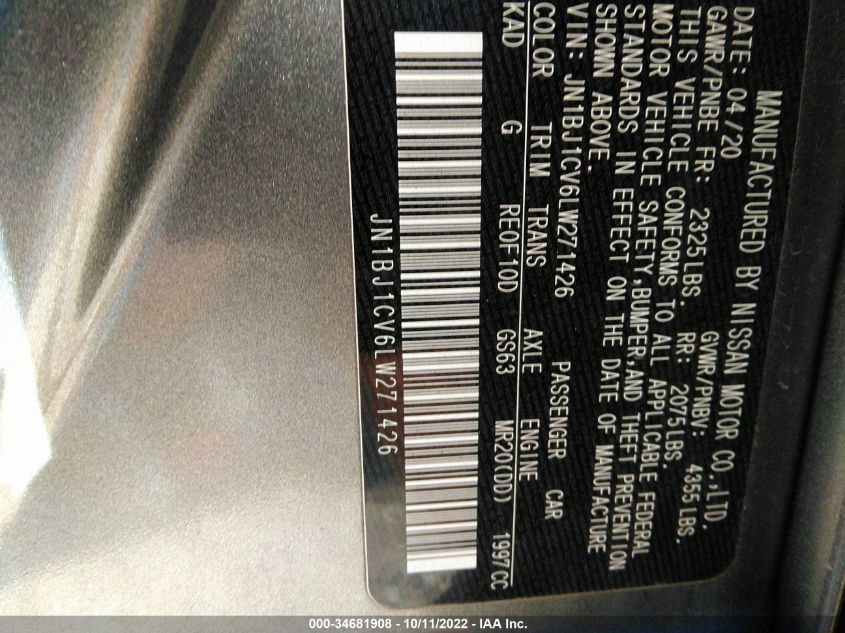 MANUFACTURED BY NISSAN MOTOR CO.,LTD.
DATE: 04/20 GVWR/PNBV: 4355LBS.
GAWR/PNBE FR: 2325LBS. RR: 2075LBS.
THIS VEHICLE CONFORMS TO ALL APPLICABLE FEDERAL
MOTOR VEHICLE SAFETY,BUMPER,AND THEFT PREVENTION
STANDARDS IN EFFECT ON THE DATE OF MANUFACTURE
SHOWN ABOVE.
VIN: JN1BJ1CV6LW271426 PASSENGER CAR
COLOR TRIM TRANS AXLE ENGINE
KAD G RE0F10D GS63 MR20(DD) 1997CC
JN1BJ1CV6LW271426
000-34681908 - 10/11/2022 - IAA Inc.